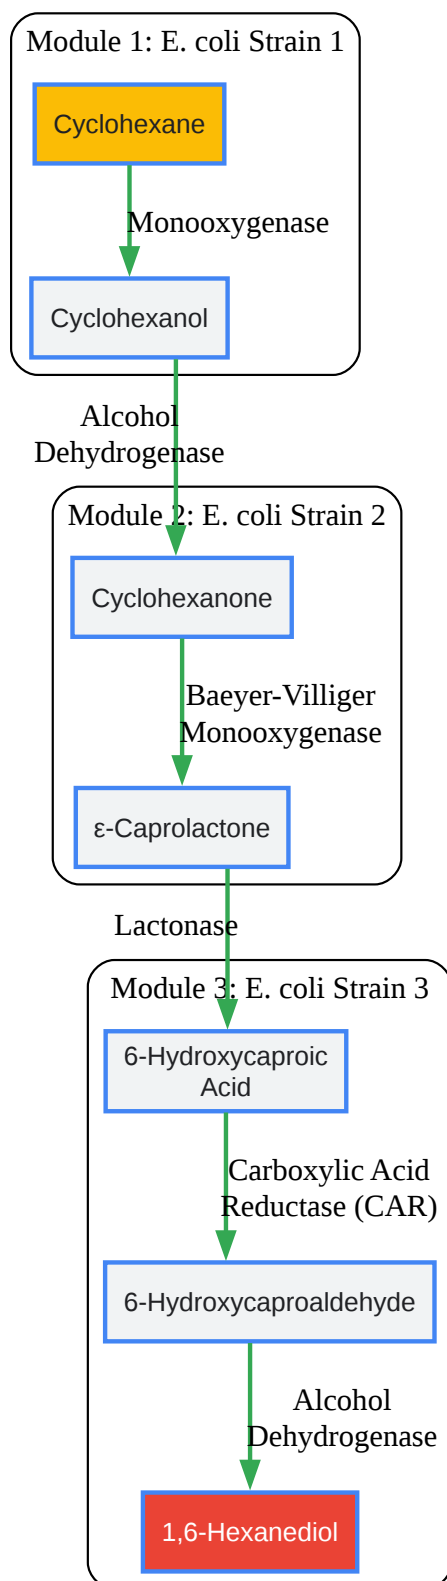 Module 1: E. coli Strain 1
Cyclohexane
Monooxygenase
Cyclohexanol
Alcohol
Dehydrogenase
Module 2: E. coli Strain 2
Cyclohexanone
Baeyer-Villiger
Monooxygenase
ε-Caprolactone
Lactonase
Module 3: E. coli Strain 3
6-Hydroxycaproic
Acid
Carboxylic Acid
Reductase (CAR)
6-Hydroxycaproaldehyde
Alcohol
Dehydrogenase
1,6-Hexanediol